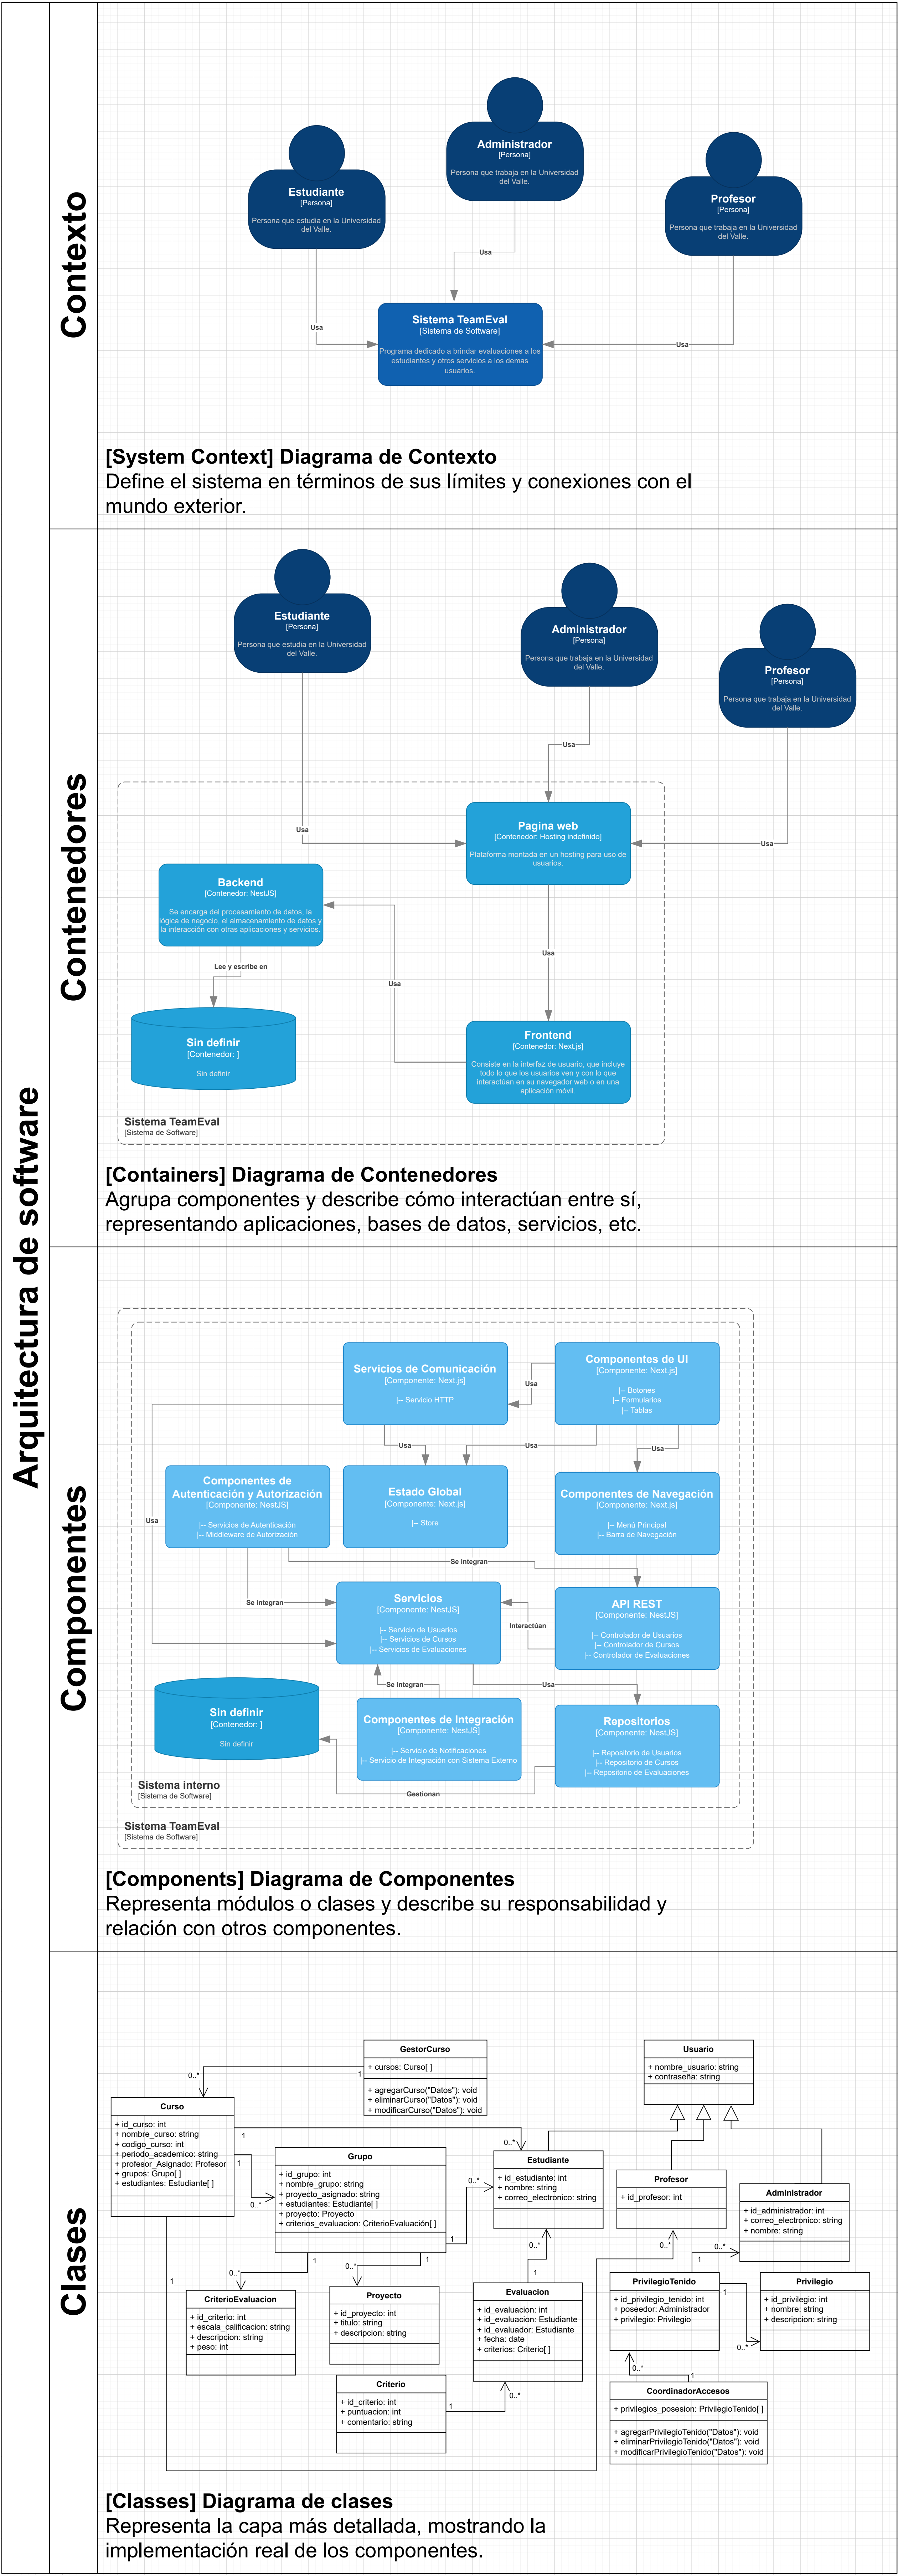 Arquitectura de software
Contexto
Administrador
[Persona]
Persona que trabaja en la Universidad
del Valle.
Estudiante
[Persona]
Persona que estudia en la Universidad
del Valle.
Profesor
[Persona]
Persona que trabaja en la Universidad
del Valle.
Usa
Usa
Usa
Sistema TeamEval
[Sistema de Software]
Programa dedicado a brindar evaluaciones a los
estudiantes y otros servicios a los demas
usuarios.
[System Context] Diagrama de Contexto
Define el sistema en términos de sus límites y conexiones con el
mundo exterior.
Contenedores
Estudiante
[Persona]
Persona que estudia en la Universidad
del Valle.
Administrador
[Persona]
Persona que trabaja en la Universidad
del Valle.
Profesor
[Persona]
Persona que trabaja en la Universidad
del Valle.
Usa
Usa
Usa
Pagina web
[Contenedor: Hosting indefinido]
Plataforma montada en un hosting para uso de
usuarios.
Backend
[Contenedor: NestJS]
Se encarga del procesamiento de datos, la
lógica de negocio, el almacenamiento de datos y
la interacción con otras aplicaciones y servicios.
Lee y escribe en
Usa
Usa
Sin definir
[Contenedor: ]
Sin definir
Frontend
[Contenedor: Next.js]
Consiste en la interfaz de usuario, que incluye
todo lo que los usuarios ven y con lo que
interactúan en su navegador web o en una
aplicación móvil.
Sistema TeamEval
[Sistema de Software]
[Containers] Diagrama de Contenedores
Agrupa componentes y describe cómo interactúan entre sí,
representando aplicaciones, bases de datos, servicios, etc.
Componentes
Servicios de Comunicación
[Componente: Next.js]
|-- Servicio HTTP
Usa
Componentes de UI
[Componente: Next.js]
|-- Botones
|-- Formularios
|-- Tablas
Usa
Usa
Usa
Usa
Componentes de
Autenticación y Autorización
[Componente: NestJS]
|-- Servicios de Autenticación
|-- Middleware de Autorización
Estado Global
[Componente: Next.js]
|-- Store
Componentes de Navegación
[Componente: Next.js]
|-- Menú Principal
|-- Barra de Navegación
Se integran
Se integran
Servicios
[Componente: NestJS]
|-- Servicio de Usuarios
|-- Servicios de Cursos
|-- Servicios de Evaluaciones
Interactúan
API REST
[Componente: NestJS]
|-- Controlador de Usuarios
|-- Controlador de Cursos
|-- Controlador de Evaluaciones
Se integran
Usa
Sin definir
[Contenedor: ]
Sin definir
Componentes de Integración
[Componente: NestJS]
|-- Servicio de Notificaciones
|-- Servicio de Integración con Sistema Externo
Repositorios
[Componente: NestJS]
|-- Repositorio de Usuarios
|-- Repositorio de Cursos
|-- Repositorio de Evaluaciones
Gestionan
Sistema interno
[Sistema de Software]
Sistema TeamEval
[Sistema de Software]
[Components] Diagrama de Componentes
Representa módulos o clases y describe su responsabilidad y
relación con otros componentes.
Clases
GestorCurso
+ cursos: Curso[ ]
+ agregarCurso("Datos"): void
+ eliminarCurso("Datos"): void
+ modificarCurso("Datos"): void
1
0..*
Usuario
+ nombre_usuario: string
+ contraseña: string
Curso
+ id_curso: int
+ nombre_curso: string
+ codigo_curso: int
+ periodo_academico: string
+ profesor_Asignado: Profesor
+ grupos: Grupo[ ]
+ estudiantes: Estudiante[ ]
1
0..*
1
0..*
1
0..*
Grupo
+ id_grupo: int
+ nombre_grupo: string
+ proyecto_asignado: string
+ estudiantes: Estudiante[ ]
+ proyecto: Proyecto
+ criterios_evaluacion: CriterioEvaluación[ ]
1
0..*
1
0..*
1
0..*
Estudiante
+ id_estudiante: int
+ nombre: string
+ correo_electronico: string
Profesor
+ id_profesor: int
Administrador
+ id_administrador: int
+ correo_electronico: string
+ nombre: string
CriterioEvaluacion
+ id_criterio: int
+ escala_calificacion: string
+ descripcion: string
+ peso: int
Proyecto
+ id_proyecto: int
+ titulo: string
+ descripcion: string
Evaluacion
+ id_evaluacion: int
+ id_evaluacion: Estudiante
+ id_evaluador: Estudiante
+ fecha: date
+ criterios: Criterio[ ]
1
0..*
PrivilegioTenido
+ id_privilegio_tenido: int
+ poseedor: Administrador
+ privilegio: Privilegio
1
0..*
1
0..*
Privilegio
+ id_privilegio: int
+ nombre: string
+ descripcion: string
Criterio
+ id_criterio: int
+ puntuacion: int
+ comentario: string
1
0..*
CoordinadorAccesos
+ privilegios_posesion: PrivilegioTenido[ ]
+ agregarPrivilegioTenido("Datos"): void
+ eliminarPrivilegioTenido("Datos"): void
+ modificarPrivilegioTenido("Datos"): void
1
0..*
[Classes] Diagrama de clases
Representa la capa más detallada, mostrando la
implementación real de los componentes.